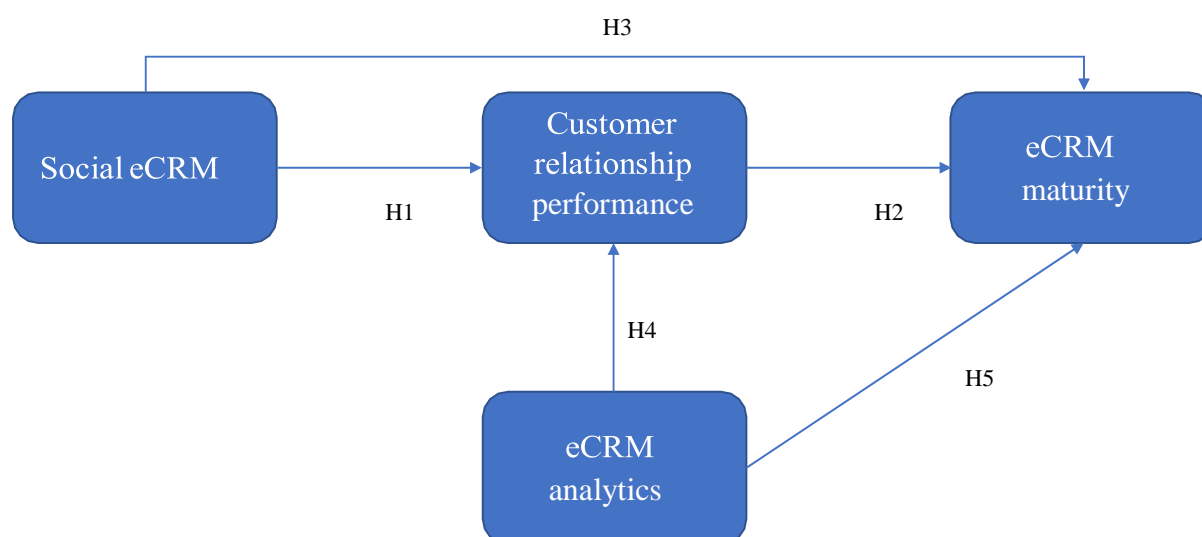 H3
Social eCRM
H1
Customer
relationship
performance
H2
eCRM
maturity
H4
H5
eCRM
analytics